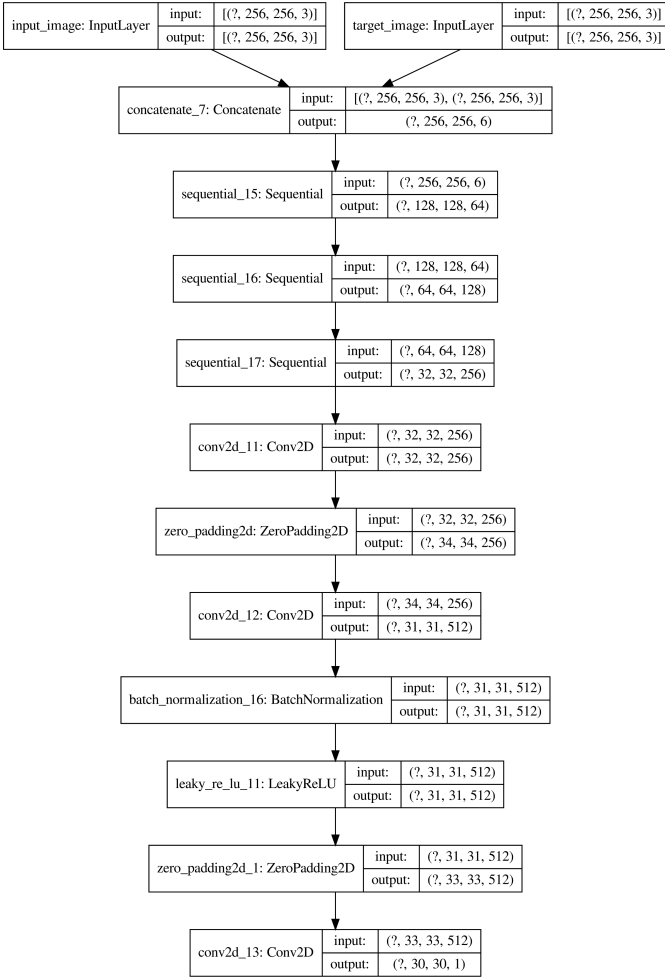 input_image: InputLayer
input: [(?, 256, 256, 3)]
output: [(?, 256, 256, 3)]
target_image: InputLayer
input: [(?, 256, 256, 3)]
output: [(?, 256, 256, 3)]
concatenate_7: Concatenate
input: [(?, 256, 256, 3), (?, 256, 256, 3)]
output: (?, 256, 256, 6)
sequential_15: Sequential
input: (?, 256, 256, 6)
output: (?, 128, 128, 64)
sequential_16: Sequential
input: (?, 128, 128, 64)
output: (?, 64, 64, 128)
sequential_17: Sequential
input: (?, 64, 64, 128)
output: (?, 32, 32, 256)
conv2d_11: Conv2D
input: (?, 32, 32, 256)
output: (?, 32, 32, 256)
zero_padding2d: ZeroPadding2D
input: (?, 32, 32, 256)
output: (?, 34, 34, 256)
conv2d_12: Conv2D
input: (?, 34, 34, 256)
output: (?, 31, 31, 512)
batch_normalization_16: BatchNormalization
input: (?, 31, 31, 512)
output: (?, 31, 31, 512)
leaky_re_lu_11: LeakyReLU
input: (?, 31, 31, 512)
output: (?, 31, 31, 512)
zero_padding2d_1: ZeroPadding2D
input: (?, 31, 31, 512)
output: (?, 33, 33, 512)
conv2d_13: Conv2D
input: (?, 33, 33, 512)
output: (?, 30, 30, 1)